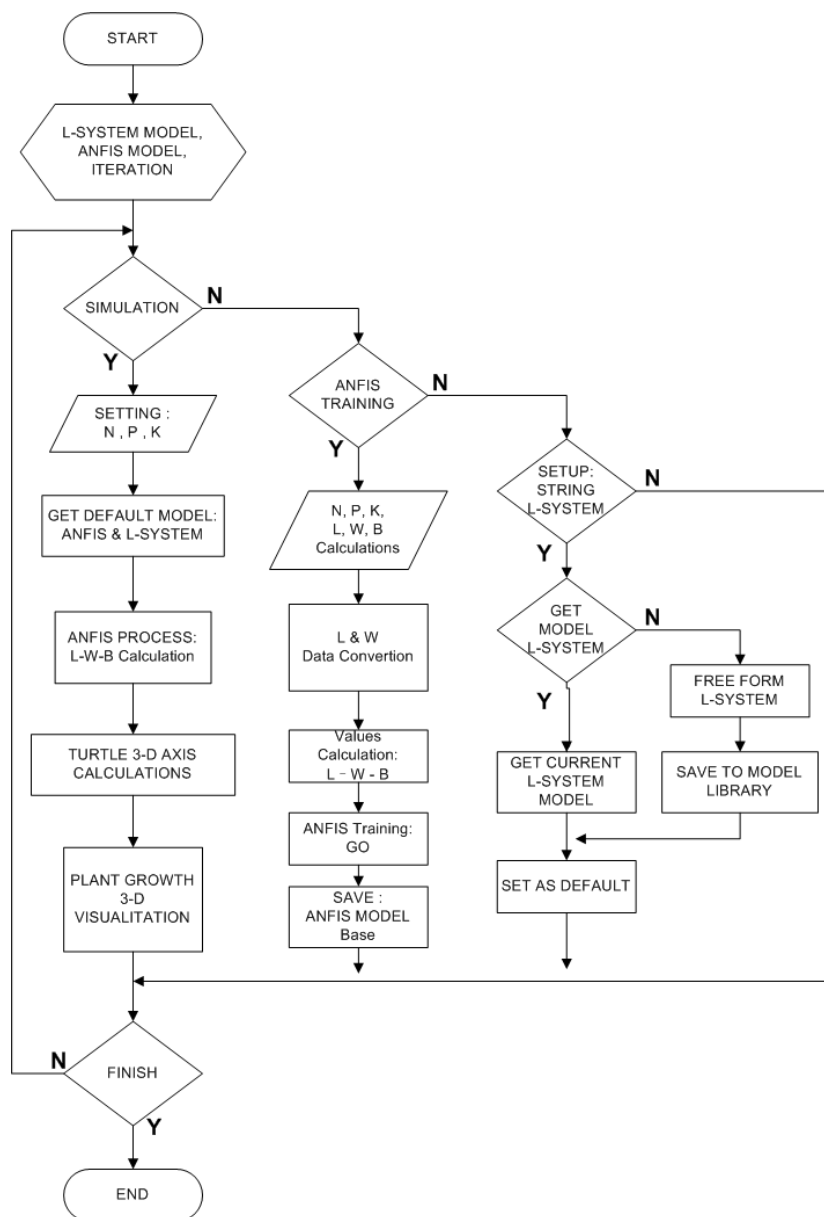 START
L-SYSTEM MODEL,
ANFIS MODEL,
ITERATION
SIMULATION
N
Y
SETTING :
N , P , K
GET DEFAULT MODEL:
ANFIS & L-SYSTEM
ANFIS PROCESS:
L-W-B Calculation
TURTLE 3-D AXIS
CALCULATIONS
PLANT GROWTH
3-D
VISUALITATION
ANFIS
TRAINING
N
Y
N, P, K,
L, W, B
Calculations
L & W
Data Convertion
Values
Calculation:
L - W - B
ANFIS Training:
GO
SAVE :
ANFIS MODEL
Base
SETUP:
STRING
L-SYSTEM
N
Y
GET
MODEL
L-SYSTEM
N
Y
FREE FORM
L-SYSTEM
SAVE TO MODEL
LIBRARY
GET CURRENT
L-SYSTEM
MODEL
SET AS DEFAULT
FINISH
N
Y
END